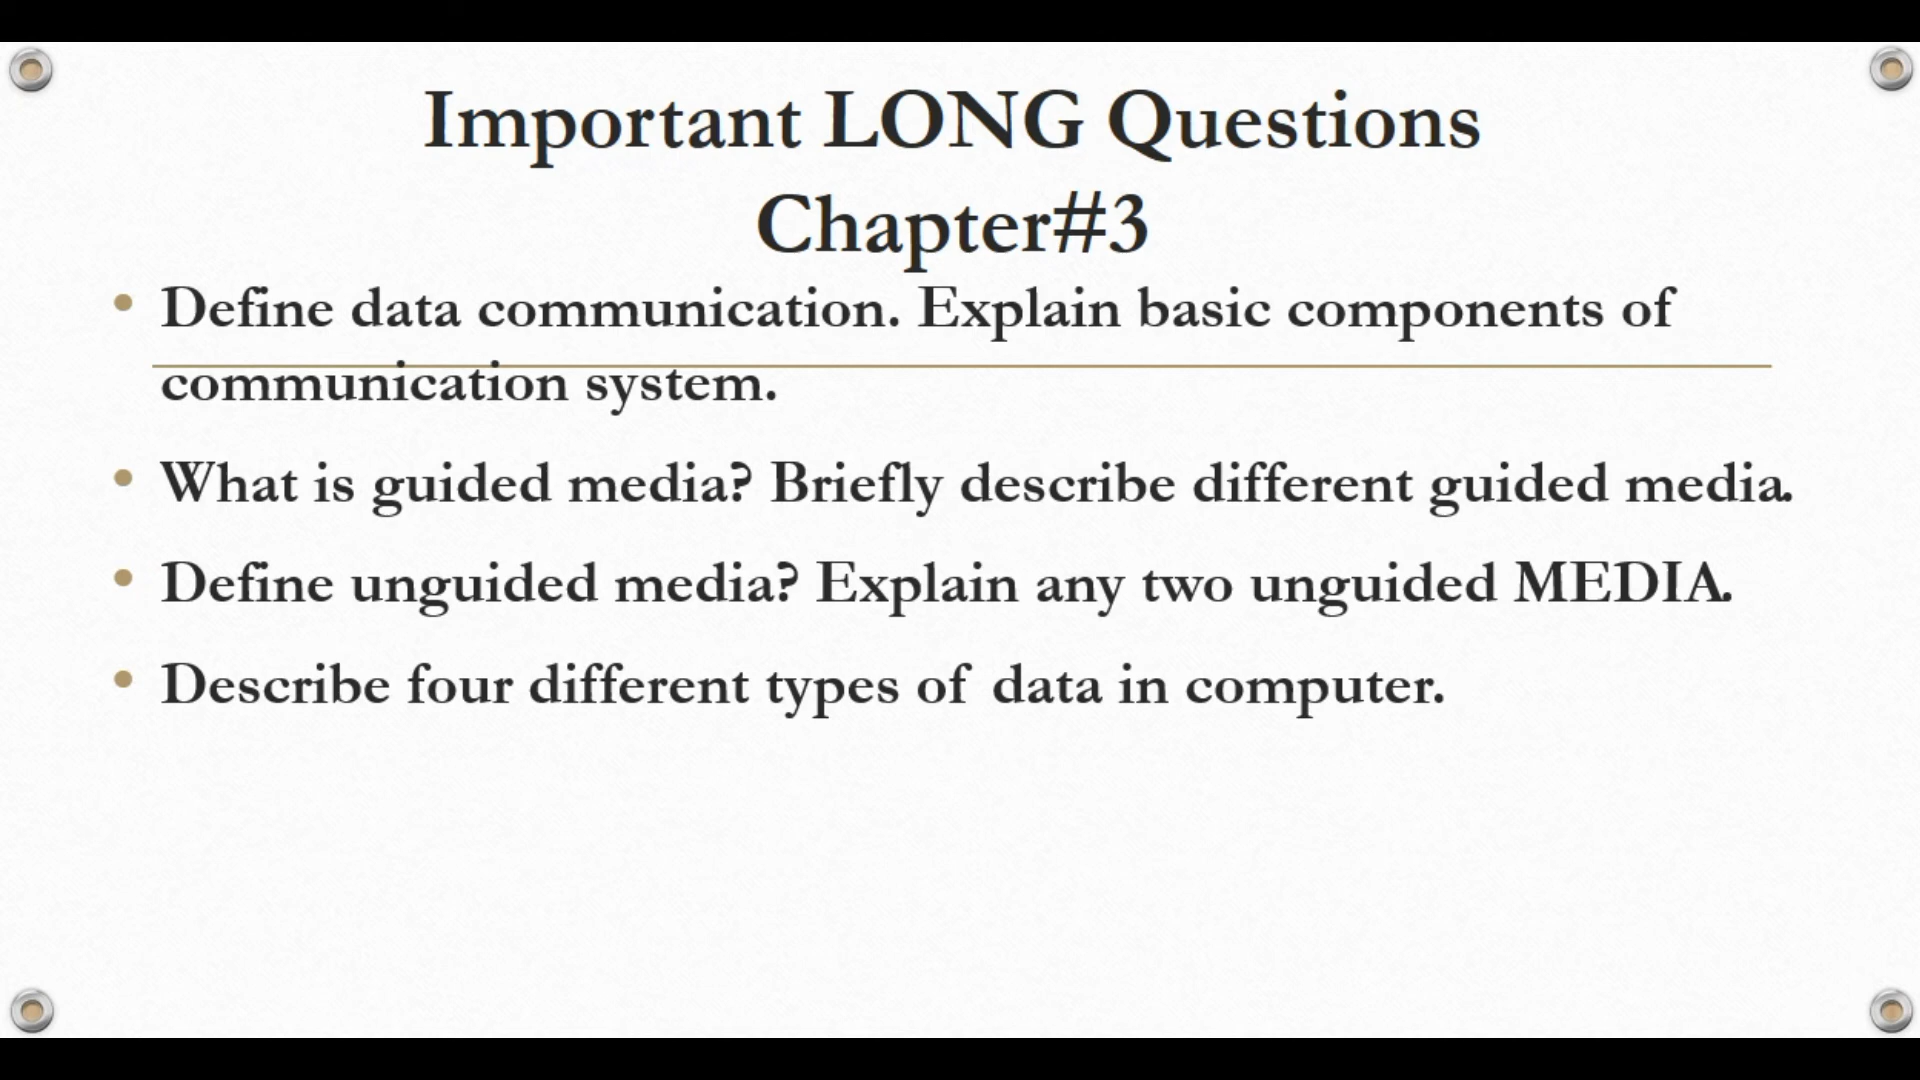 Important LONG Questions
Chapter#3
• Define data communication. Explain basic components of
communication system.
• What is guided media? Briefly describe different guided media.
• Define unguided media? Explain any two unguided MEDIA.
• Describe four different types of data in computer.